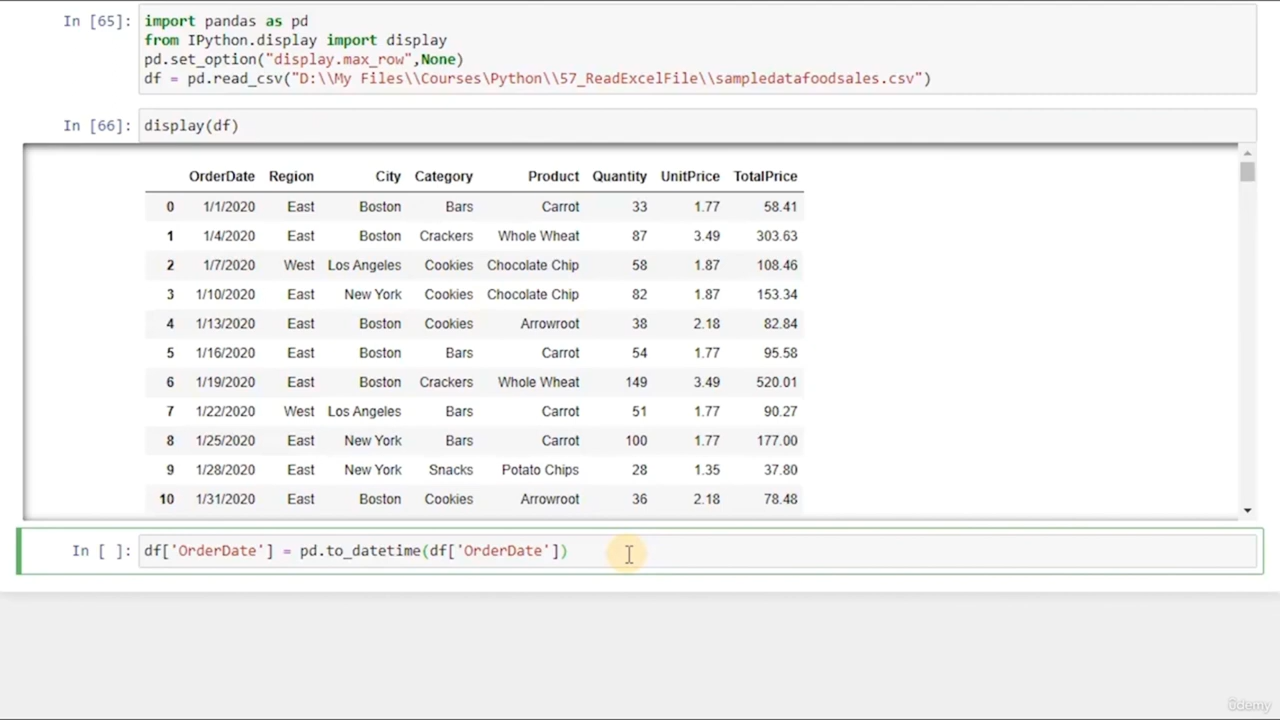 In [65]: import pandas as pd
from IPython.display import display
pd.set_option("display.max_row",None)
df = pd.read_csv("D:\\My Files\\Courses\Python\\57_ReadExcelFile\\sampledatafoodsales.csv")
In [66]: display(df)
OrderDate Region City Category Product Quantity UnitPrice TotalPrice
0 1/1/2020 East Boston Bars Carrot 33 1.77 58.41
1 1/4/2020 East Boston Crackers Whole Wheat 87 3.49 303.63
2 1/7/2020 West Los Angeles Cookies Chocolate Chip 58 1.87 108.46
3 1/10/2020 East New York Cookies Chocolate Chip 82 1.87 153.34
4 1/13/2020 East Boston Cookies Arrowroot 38 2.18 82.84
5 1/16/2020 East Boston Bars Carrot 54 1.77 95.58
6 1/19/2020 East Boston Crackers Whole Wheat 149 3.49 520.01
7 1/22/2020 West Los Angeles Bars Carrot 51 1.77 90.27
8 1/25/2020 East New York Bars Carrot 100 1.77 177.00
9 1/28/2020 East New York Snacks Potato Chips 28 1.35 37.80
10 1/31/2020 East Boston Cookies Arrowroot 36 2.18 78.48
In [ ]: df['OrderDate'] = pd.to_datetime(df['OrderDate'])
ûdemy